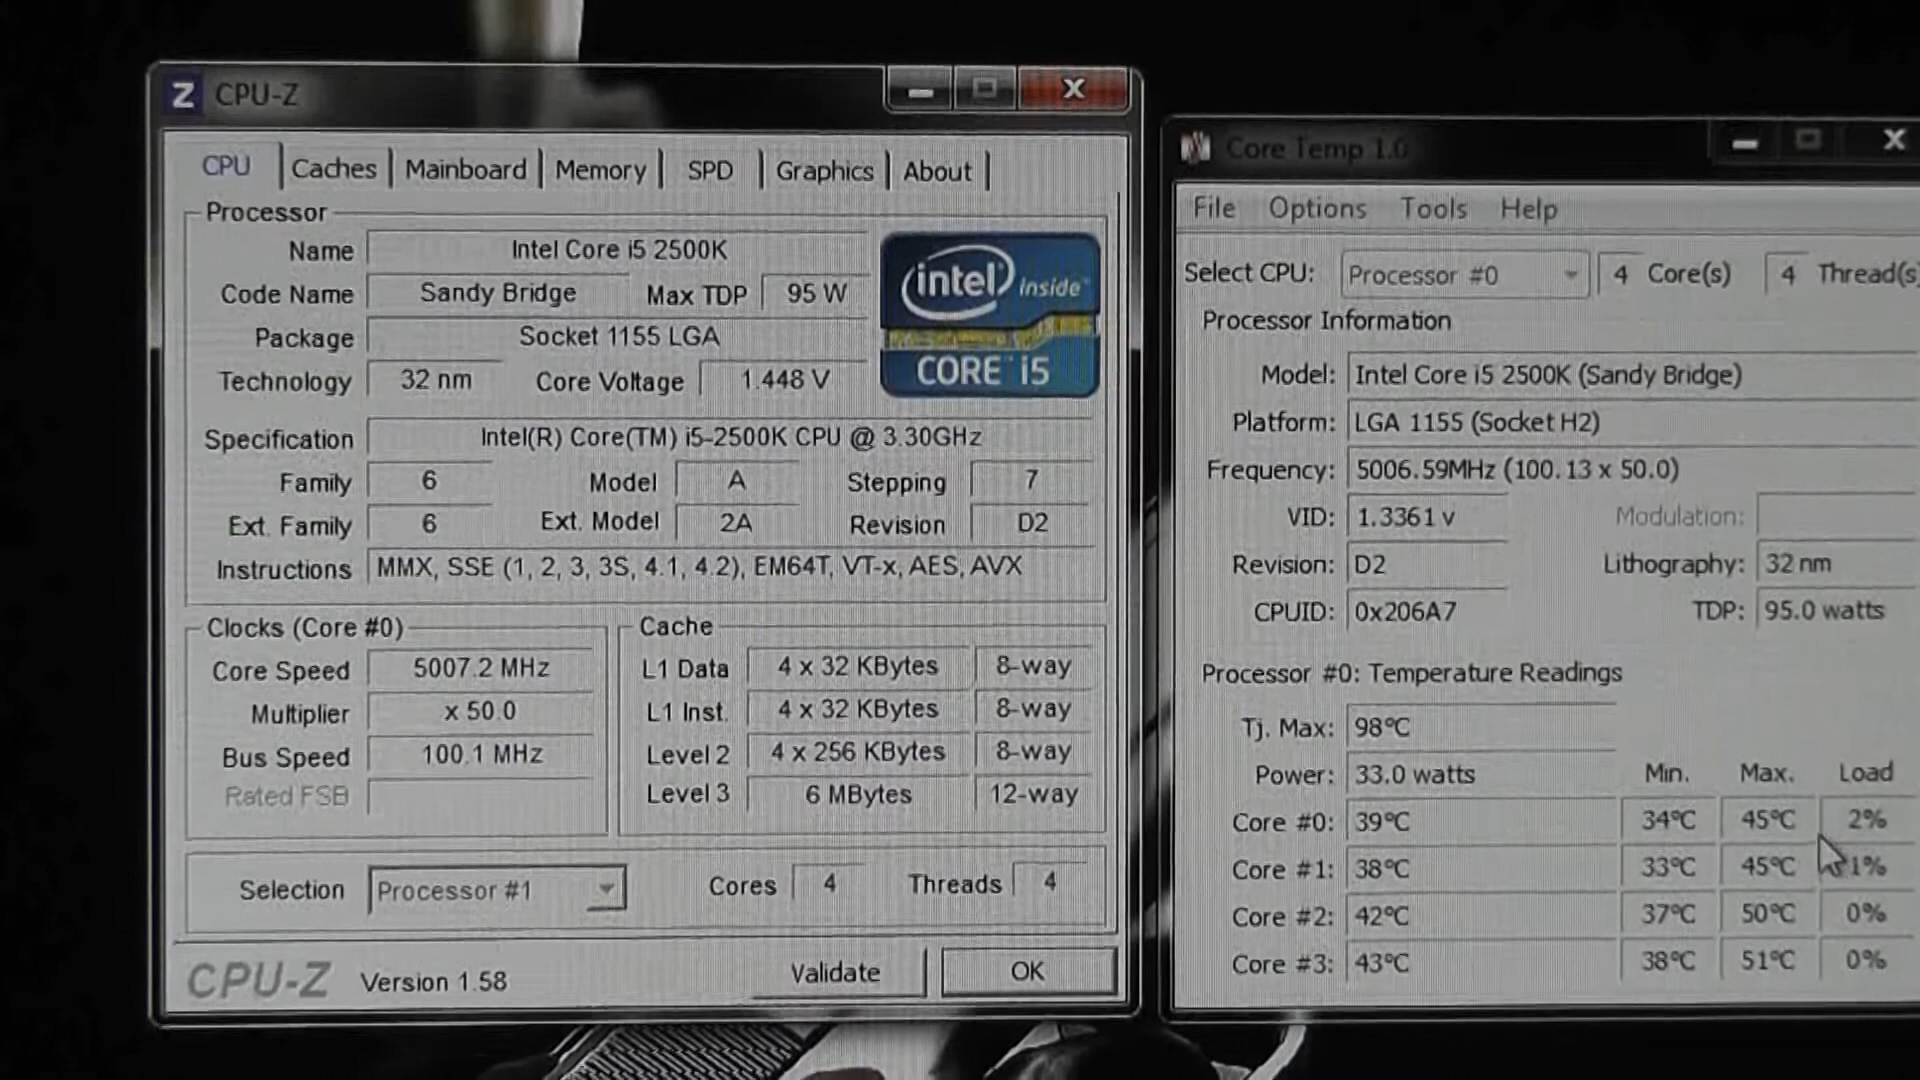 CPU-Z
CPU Caches Mainboard Memory SPD Graphics About
Processor
Name Intel Core i5 2500K
Code Name Sandy Bridge Max TDP 95 W
Package Socket 1155 LGA
Technology 32 nm Core Voltage 1.448 V
intel inside
CORE i5
Specification Intel(R) Core(TM) i5-2500K CPU @ 3.30GHz
Family 6 Model A Stepping 7
Ext. Family 6 Ext. Model 2A Revision D2
Instructions MMX, SSE (1, 2, 3, 3S, 4.1, 4.2), EM64T, VT-x, AES, AVX
Clocks (Core #0)
Core Speed 5007.2 MHz
Multiplier x 50.0
Bus Speed 100.1 MHz
Rated FSB
Cache
L1 Data 4 x 32 KBytes 8-way
L1 Inst. 4 x 32 KBytes 8-way
Level 2 4 x 256 KBytes 8-way
Level 3 6 MBytes 12-way
Selection Processor #1 Cores 4 Threads 4
CPU-Z Version 1.58 Validate OK
Core Temp 1.0
File Options Tools Help
Select CPU: Processor #0 4 Core(s) 4 Thread(s
Processor Information
Model: Intel Core i5 2500K (Sandy Bridge)
Platform: LGA 1155 (Socket H2)
Frequency: 5006.59MHz (100.13 x 50.0)
VID: 1.3361 v Modulation:
Revision: D2 Lithography: 32 nm
CPUID: 0x206A7 TDP: 95.0 watts
Processor #0: Temperature Readings
Tj. Max: 98°C
Power: 33.0 watts Min. Max. Load
Core #0: 39°C 34°C 45°C 2%
Core #1: 38°C 33°C 45°C 1%
Core #2: 42°C 37°C 50°C 0%
Core #3: 43°C 38°C 51°C 0%